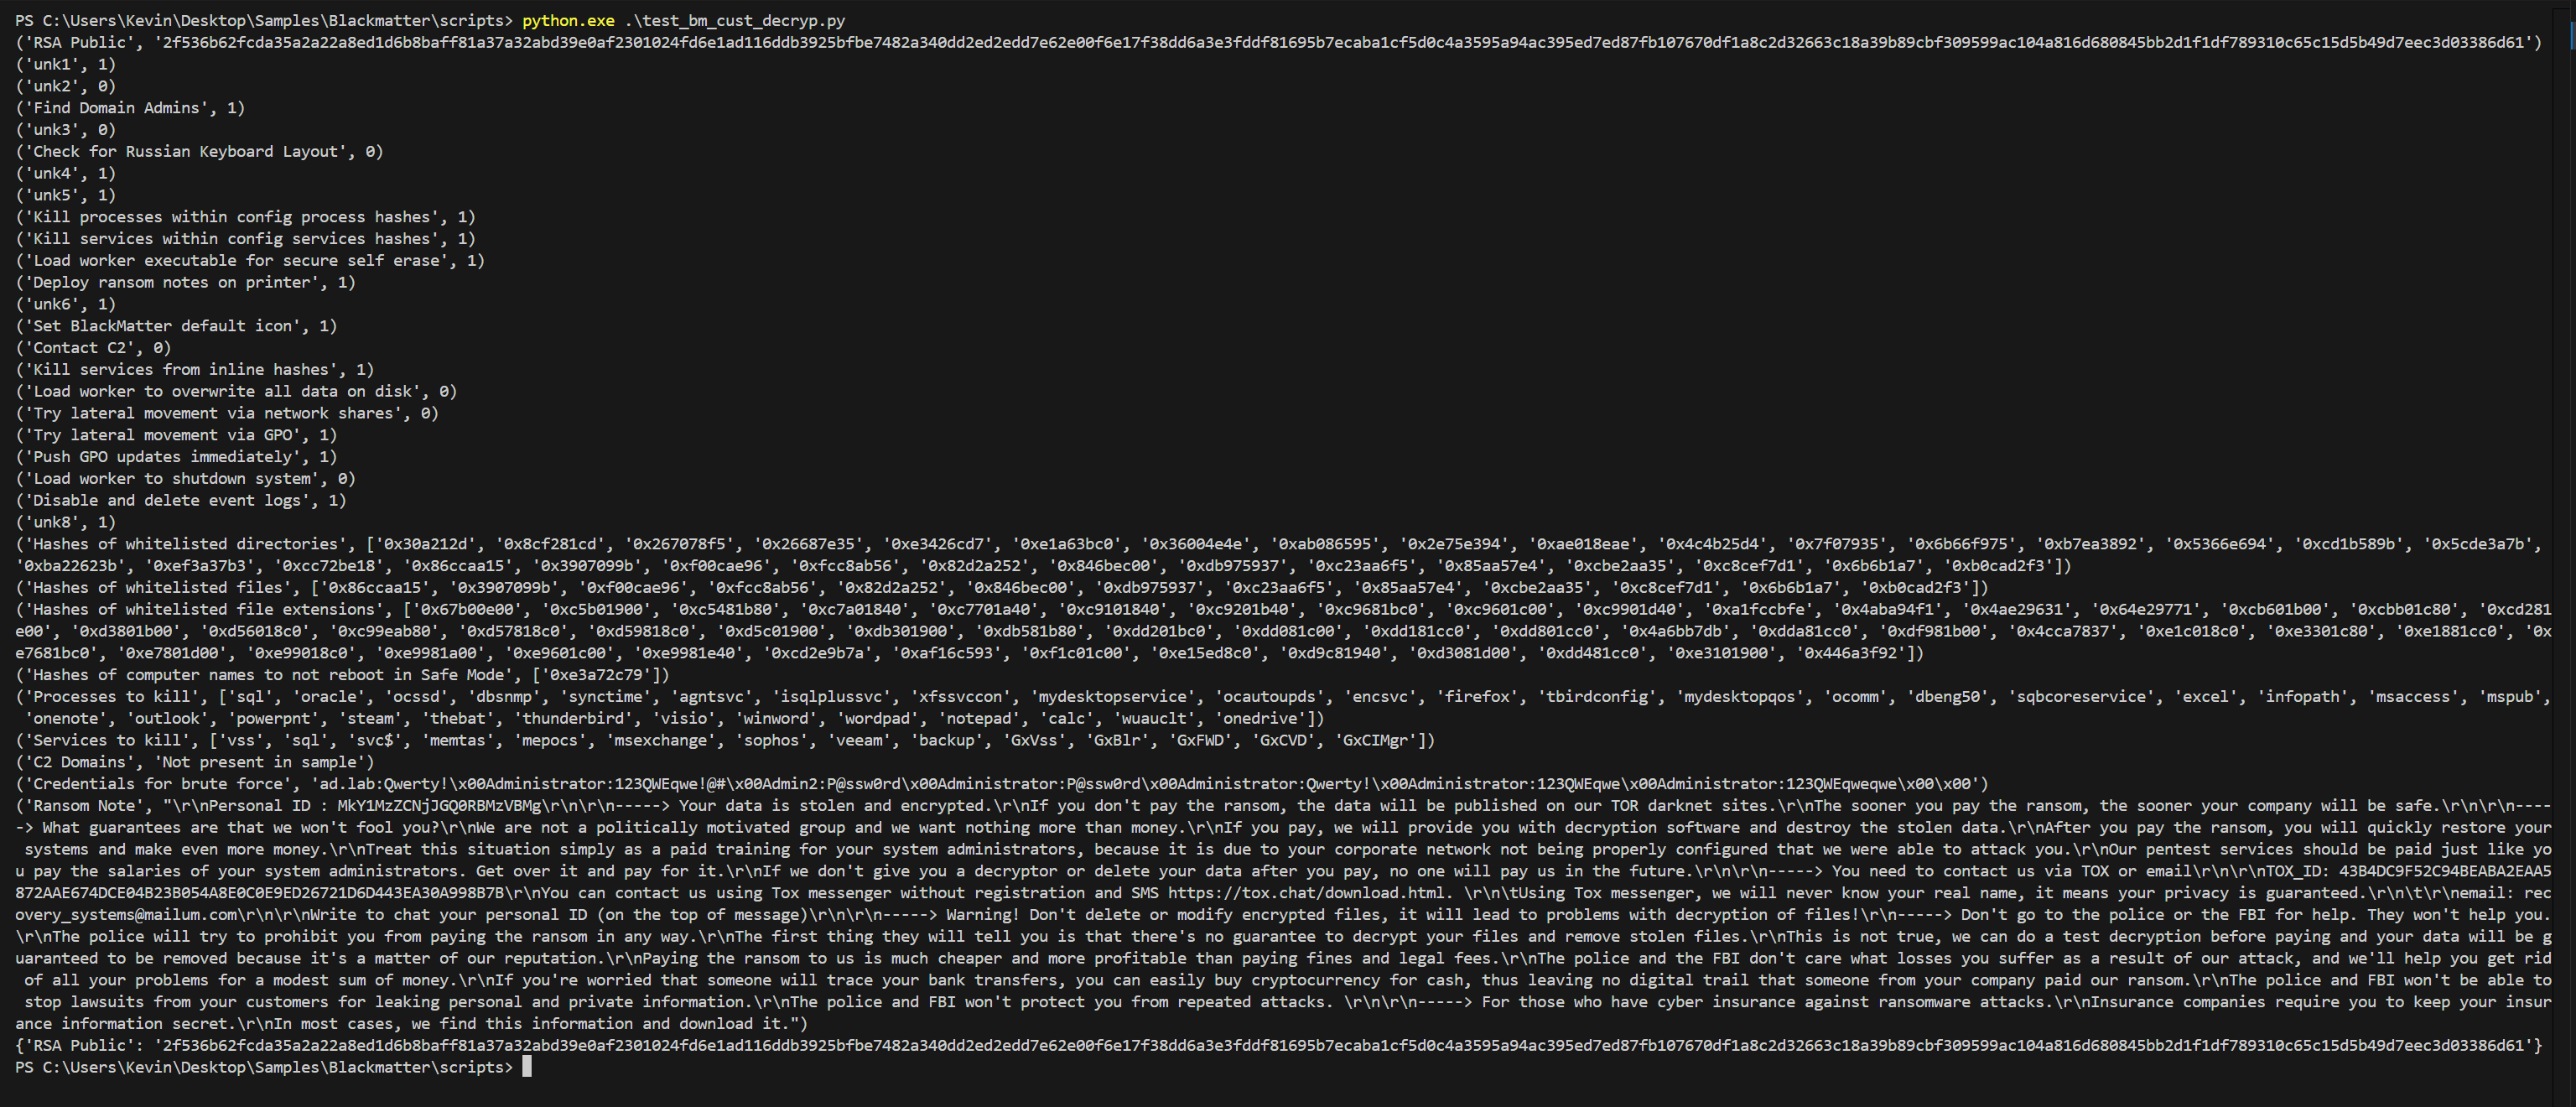 PS C:\Users\Kevin\Desktop\Samples\Blackmatter\scripts> python.exe .\test_bm_cust_decryp.py
('RSA Public', '2f536b62fcda35a2a22a8ed1d6b8baff81a37a32abd39e0af2301024fd6e1ad116ddb3925bfbe7482a340dd2ed2edd7e62e00f6e17f38dd6a3e3fddf81695b7ecaba1cf5d0c4a3595a94ac395ed7ed87fb107670df1a8c2d32663c18a39b89cbf309599ac104a816d680845bb2d1f1df789310c65c15d5b49d7eec3d03386d61')
('unk1', 1)
('unk2', 0)
('Find Domain Admins', 1)
('unk3', 0)
('Check for Russian Keyboard Layout', 0)
('unk4', 1)
('unk5', 1)
('Kill processes within config process hashes', 1)
('Kill services within config services hashes', 1)
('Load worker executable for secure self erase', 1)
('Deploy ransom notes on printer', 1)
('unk6', 1)
('Set BlackMatter default icon', 1)
('Contact C2', 0)
('Kill services from inline hashes', 1)
('Load worker to overwrite all data on disk', 0)
('Try lateral movement via network shares', 0)
('Try lateral movement via GPO', 1)
('Push GPO updates immediately', 1)
('Load worker to shutdown system', 0)
('Disable and delete event logs', 1)
('unk8', 1)
('Hashes of whitelisted directories', ['0x30a212d', '0x8cf281cd', '0x267078f5', '0x26687e35', '0xe3426cd7', '0xe1a63bc0', '0x36004e4e', '0xab086595', '0x2e75e394', '0xae018eae', '0x4c4b25d4', '0x7f07935', '0x6b66f975', '0xb7ea3892', '0x5366e694', '0xcd1b589b', '0x5cde3a7b',
'0xba22623b', '0xef3a37b3', '0xcc72be18', '0x86ccaa15', '0x3907099b', '0xf00cae96', '0xfcc8ab56', '0x82d2a252', '0x846bec00', '0xdb975937', '0xc23aa6f5', '0x85aa57e4', '0xcbe2aa35', '0xc8cef7d1', '0x6b6b1a7', '0xb0cad2f3'])
('Hashes of whitelisted files', ['0x86ccaa15', '0x3907099b', '0xf00cae96', '0xfcc8ab56', '0x82d2a252', '0x846bec00', '0xdb975937', '0xc23aa6f5', '0x85aa57e4', '0xcbe2aa35', '0xc8cef7d1', '0x6b6b1a7', '0xb0cad2f3'])
('Hashes of whitelisted file extensions', ['0x67b00e00', '0xc5b01900', '0xc5481b80', '0xc7a01840', '0xc7701a40', '0xc9101840', '0xc9201b40', '0xc9681bc0', '0xc9601c00', '0xc9901d40', '0xa1fccbfe', '0x4aba94f1', '0x4ae29631', '0x64e29771', '0xcb601b00', '0xcbb01c80', '0xcd281
e00', '0xd3801b00', '0xd56018c0', '0xc99eab80', '0xd57818c0', '0xd59818c0', '0xd5c01900', '0xdb301900', '0xdb581b80', '0xdd201bc0', '0xdd081c00', '0xdd181cc0', '0xdd801cc0', '0x4a6bb7db', '0xdda81cc0', '0xdf981b00', '0x4cca7837', '0xe1c018c0', '0xe3301c80', '0xe1881cc0', '0x
e7681bc0', '0xe7801d00', '0xe99018c0', '0xe9981a00', '0xe9601c00', '0xe9981e40', '0xcd2e9b7a', '0xaf16c593', '0xf1c01c00', '0xe15ed8c0', '0xd9c81940', '0xd3081d00', '0xdd481cc0', '0xe3101900', '0x446a3f92'])
('Hashes of computer names to not reboot in Safe Mode', ['0xe3a72c79'])
('Processes to kill', ['sql', 'oracle', 'ocssd', 'dbsnmp', 'synctime', 'agntsvc', 'isqlplussvc', 'xfssvccon', 'mydesktopservice', 'ocautoupds', 'encsvc', 'firefox', 'tbirdconfig', 'mydesktopqos', 'ocomm', 'dbeng50', 'sqbcoreservice', 'excel', 'infopath', 'msaccess', 'mspub',
'onenote', 'outlook', 'powerpnt', 'steam', 'thebat', 'thunderbird', 'visio', 'winword', 'wordpad', 'notepad', 'calc', 'wuauclt', 'onedrive'])
('Services to kill', ['vss', 'sql', 'svc$', 'memtas', 'mepocs', 'msexchange', 'sophos', 'veeam', 'backup', 'GxVss', 'GxBlr', 'GxFWD', 'GxCVD', 'GxCIMgr'])
('C2 Domains', 'Not present in sample')
('Credentials for brute force', 'ad.lab:Qwerty!\x00Administrator:123QWEqwe!@#\x00Admin2:P@ssw0rd\x00Administrator:P@ssw0rd\x00Administrator:Qwerty!\x00Administrator:123QWEqwe\x00Administrator:123QWEqweqwe\x00\x00')
('Ransom Note', "\r\nPersonal ID : MkY1MzZCNjJGQ0RBMzVBMg\r\n\r\n-----> Your data is stolen and encrypted.\r\nIf you don't pay the ransom, the data will be published on our TOR darknet sites.\r\nThe sooner you pay the ransom, the sooner your company will be safe.\r\n\r\n----
-> What guarantees are that we won't fool you?\r\nWe are not a politically motivated group and we want nothing more than money.\r\nIf you pay, we will provide you with decryption software and destroy the stolen data.\r\nAfter you pay the ransom, you will quickly restore your
systems and make even more money.\r\nTreat this situation simply as a paid training for your system administrators, because it is due to your corporate network not being properly configured that we were able to attack you.\r\nOur pentest services should be paid just like yo
u pay the salaries of your system administrators. Get over it and pay for it.\r\nIf we don't give you a decryptor or delete your data after you pay, no one will pay us in the future.\r\n\r\n-----> You need to contact us via TOX or email\r\n\r\nTOX_ID: 43B4DC9F52C94BEABA2EAA5
872AAE674DCE04B23B054A8E0C0E9ED26721D6D443EA30A998B7B\r\nYou can contact us using Tox messenger without registration and SMS https://tox.chat/download.html. \r\n\tUsing Tox messenger, we will never know your real name, it means your privacy is guaranteed.\r\n\t\r\nemail: rec
overy_systems@mailum.com\r\n\r\nWrite to chat your personal ID (on the top of message)\r\n\r\n-----> Warning! Don't delete or modify encrypted files, it will lead to problems with decryption of files!\r\n-----> Don't go to the police or the FBI for help. They won't help you.
\r\nThe police will try to prohibit you from paying the ransom in any way.\r\nThe first thing they will tell you is that there's no guarantee to decrypt your files and remove stolen files.\r\nThis is not true, we can do a test decryption before paying and your data will be g
uaranteed to be removed because it's a matter of our reputation.\r\nPaying the ransom to us is much cheaper and more profitable than paying fines and legal fees.\r\nThe police and the FBI don't care what losses you suffer as a result of our attack, and we'll help you get rid
of all your problems for a modest sum of money.\r\nIf you're worried that someone will trace your bank transfers, you can easily buy cryptocurrency for cash, thus leaving no digital trail that someone from your company paid our ransom.\r\nThe police and FBI won't be able to
stop lawsuits from your customers for leaking personal and private information.\r\nThe police and FBI won't protect you from repeated attacks. \r\n\r\n-----> For those who have cyber insurance against ransomware attacks.\r\nInsurance companies require you to keep your insur
ance information secret.\r\nIn most cases, we find this information and download it.")
{'RSA Public': '2f536b62fcda35a2a22a8ed1d6b8baff81a37a32abd39e0af2301024fd6e1ad116ddb3925bfbe7482a340dd2ed2edd7e62e00f6e17f38dd6a3e3fddf81695b7ecaba1cf5d0c4a3595a94ac395ed7ed87fb107670df1a8c2d32663c18a39b89cbf309599ac104a816d680845bb2d1f1df789310c65c15d5b49d7eec3d03386d61'}
PS C:\Users\Kevin\Desktop\Samples\Blackmatter\scripts>